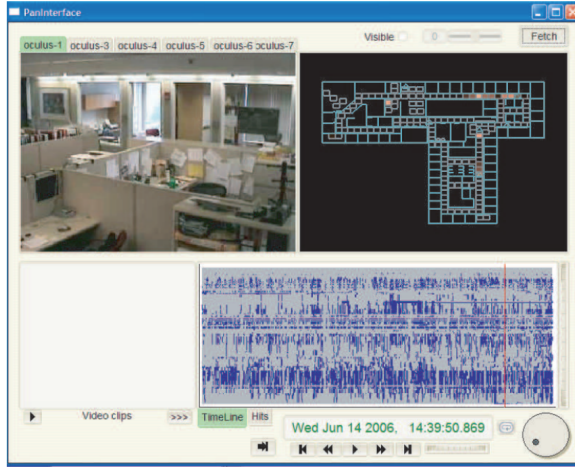 PanInterface
Visible 0 Fetch
oculus-1 oculus-3 oculus-4 oculus-5 oculus-6 oculus-7
Video clips >>> TimeLine Hits
Wed Jun 14 2006, 14:39:50.869